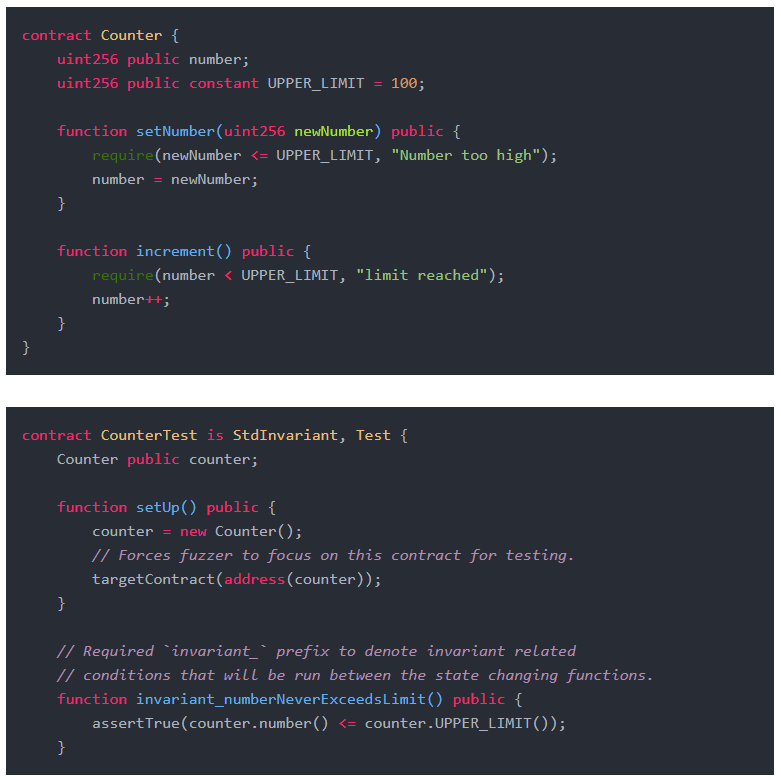 contract Counter {
    uint256 public number;
    uint256 public constant UPPER_LIMIT = 100;

    function setNumber(uint256 newNumber) public {
        require(newNumber <= UPPER_LIMIT, "Number too high");
        number = newNumber;
    }

    function increment() public {
        require(number < UPPER_LIMIT, "limit reached");
        number++;
    }
}

contract CounterTest is StdInvariant, Test {
    Counter public counter;

    function setUp() public {
        counter = new Counter();
        // Forces fuzzer to focus on this contract for testing.
        targetContract(address(counter));
    }

    // Required `invariant_` prefix to denote invariant related
    // conditions that will be run between the state changing functions.
    function invariant_numberNeverExceedsLimit() public {
        assertTrue(counter.number() <= counter.UPPER_LIMIT());
    }